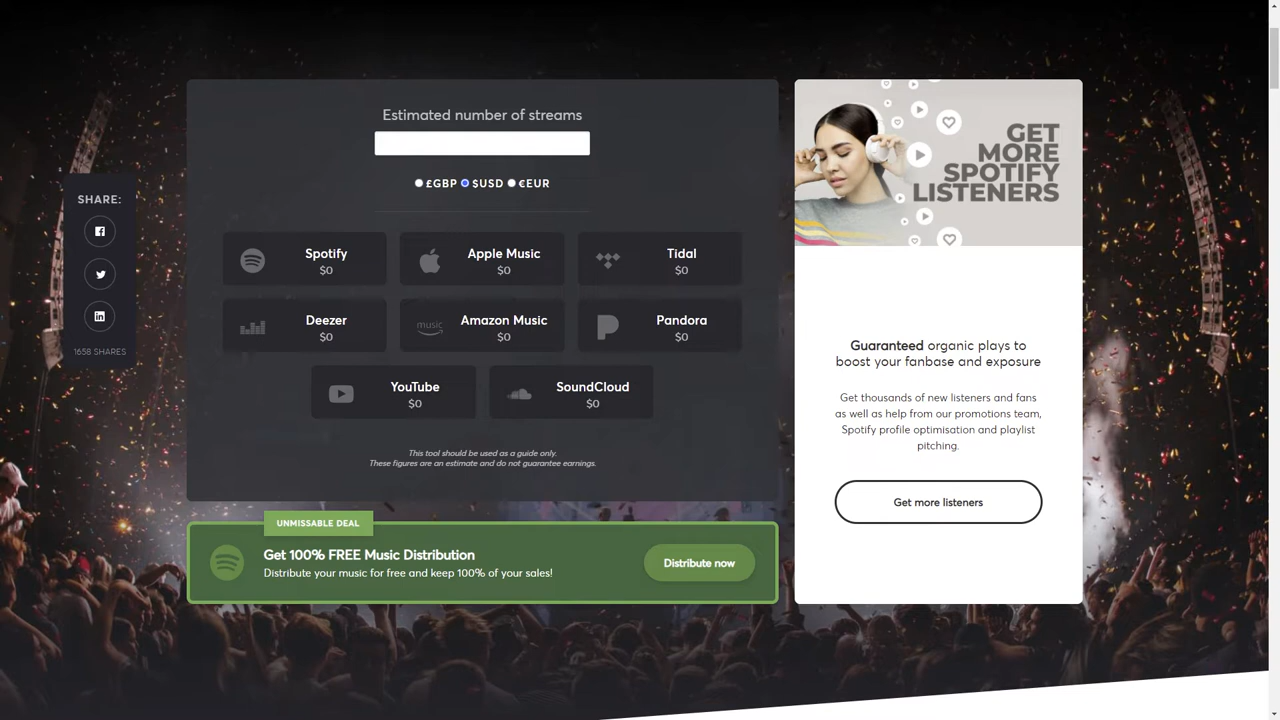 Estimated number of streams
£GBP $USD €EUR
SHARE:
1658 SHARES
Spotify
$0
Apple Music
$0
Tidal
$0
Deezer
$0
music
Amazon Music
$0
Pandora
$0
YouTube
$0
SoundCloud
$0
This tool should be used as a guide only.
These figures are an estimate and do not guarantee earnings.
UNMISSABLE DEAL
Get 100% FREE Music Distribution
Distribute your music for free and keep 100% of your sales!
Distribute now
GET
MORE
SPOTIFY
LISTENERS
Guaranteed organic plays to
boost your fanbase and exposure
Get thousands of new listeners and fans
as well as help from our promotions team,
Spotify profile optimisation and playlist
pitching.
Get more listeners